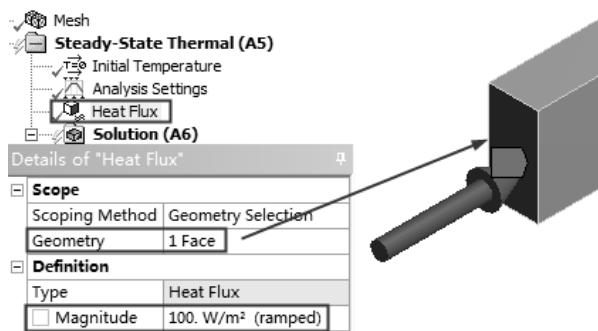 Mesh
Steady-State Thermal (A5)
Initial Temperature
Analysis Settings
Heat Flux
Solution (A6)
Details of "Heat Flux"
Scope
Scoping Method Geometry Selection
Geometry 1 Face
Definition
Type Heat Flux
Magnitude 100. W/m² (ramped)